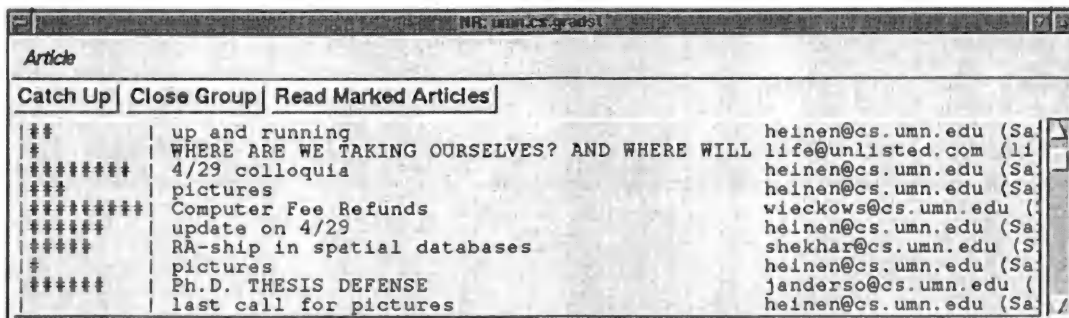 NR: umn.cs.gradst
Article
Catch Up Close Group Read Marked Articles
|## | up and running heinen@cs.umn.edu (Sa
|# | WHERE ARE WE TAKING OURSELVES? AND WHERE WILL life@unlisted.com (li
|######## | 4/29 colloquia heinen@cs.umn.edu (Sa
|### | pictures heinen@cs.umn.edu (Sa
|#########| Computer Fee Refunds wieckows@cs.umn.edu (
|###### | update on 4/29 heinen@cs.umn.edu (Sa
|##### | RA-ship in spatial databases shekhar@cs.umn.edu (S
|# | pictures heinen@cs.umn.edu (Sa
|###### | Ph.D. THESIS DEFENSE janderso@cs.umn.edu (
| | last call for pictures heinen@cs.umn.edu (Sa